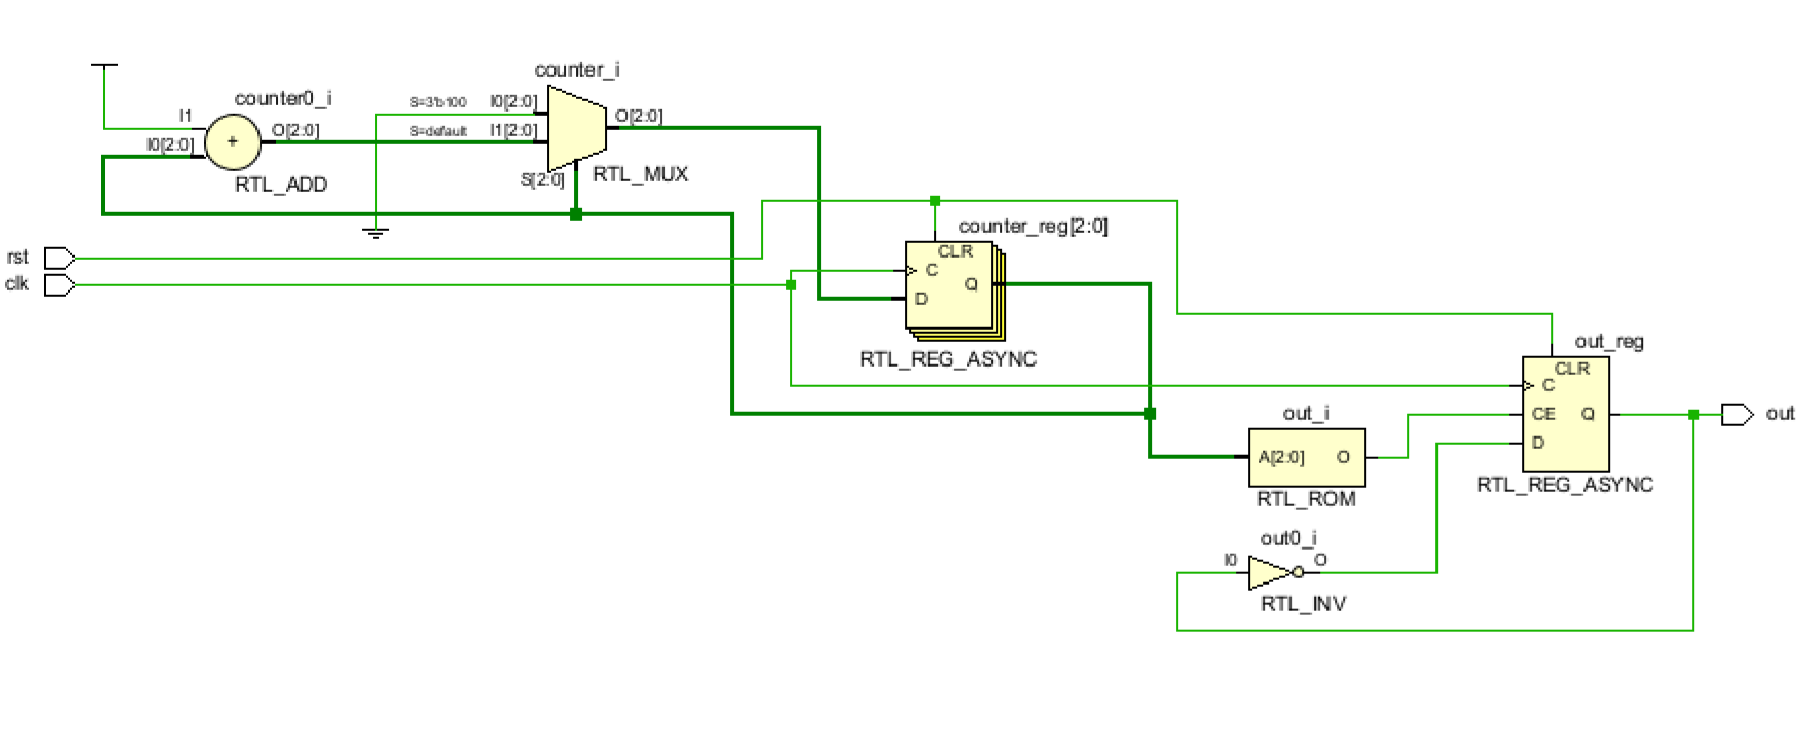 counter_i
counter0_i
S=3'b100
I0[2:0]
I1
O[2:0]
S=default
I1[2:0]
O[2:0]
I0[2:0]
+
RTL_ADD
S[2:0]
RTL_MUX
rst
clk
counter_reg[2:0]
CLR
C
Q
D
RTL_REG_ASYNC
out_reg
CLR
C
CE
Q
D
RTL_REG_ASYNC
out
out_i
A[2:0]
O
RTL_ROM
out0_i
I0
O
RTL_INV